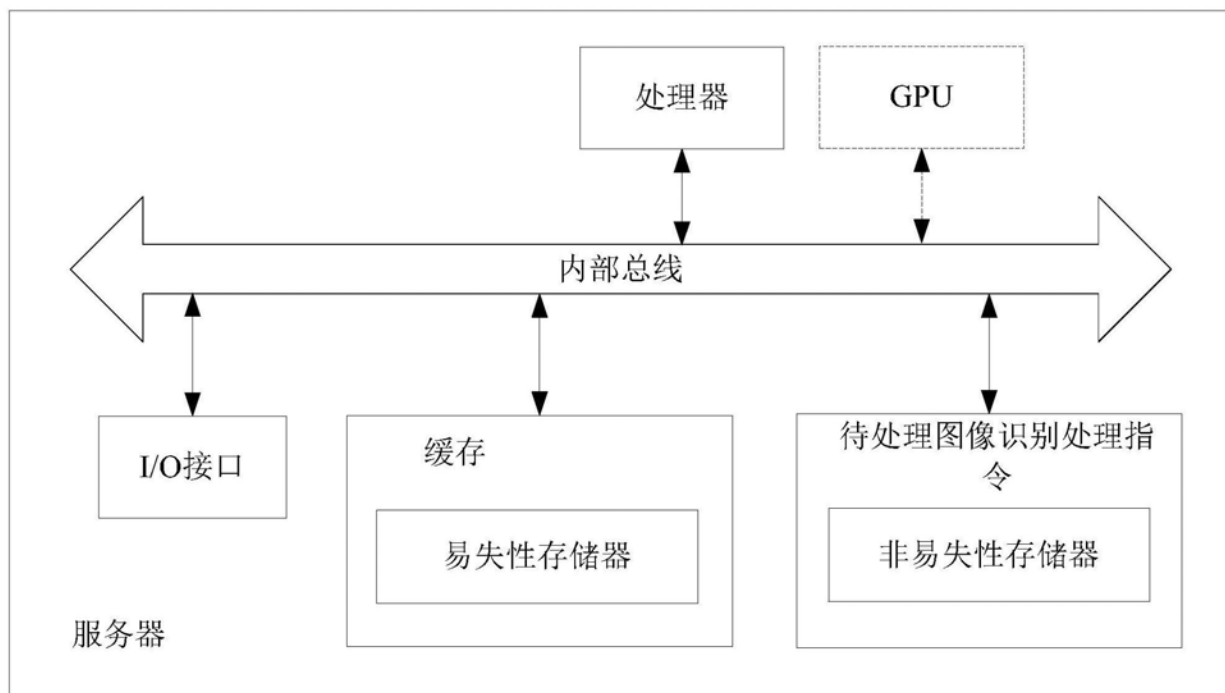 处理器
GPU
内部总线
I/O接口
缓存
易失性存储器
待处理图像识别处理指
令
非易失性存储器
服务器